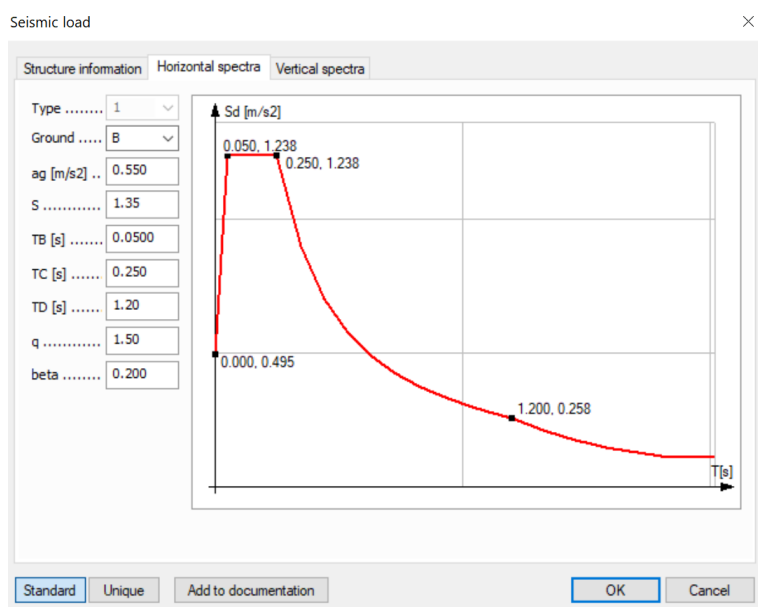 Seismic load
Structure information Horizontal spectra Vertical spectra
Type ........ 1
Ground ..... B
ag [m/s2] .. 0.550
S ............ 1.35
TB [s] ....... 0.0500
TC [s] ...... 0.250
TD [s] ...... 1.20
q ............ 1.50
beta ........ 0.200
Sd [m/s2]
0.050, 1.238
0.250, 1.238
0.000, 0.495
1.200, 0.258
T[s]
Standard Unique Add to documentation OK Cancel